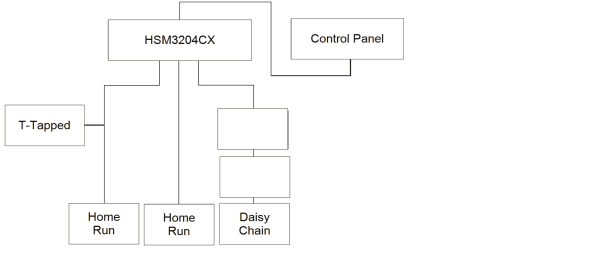 HSM3204CX
Control Panel
T-Tapped
Home
Run
Home
Run
Daisy
Chain